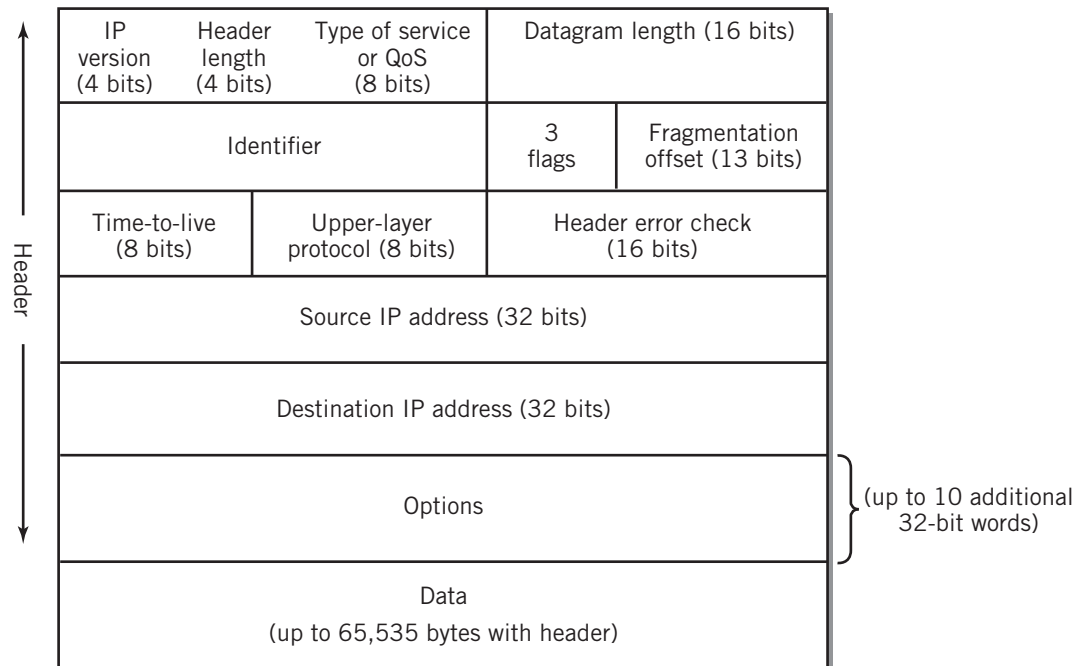 IP version (4 bits)
Header length (4 bits)
Type of service or QoS (8 bits)
Datagram length (16 bits)
Identifier
3 flags
Fragmentation offset (13 bits)
Time-to-live (8 bits)
Upper-layer protocol (8 bits)
Header error check (16 bits)
Header
Source IP address (32 bits)
Destination IP address (32 bits)
Options
(up to 10 additional 32-bit words)
Data
(up to 65,535 bytes with header)